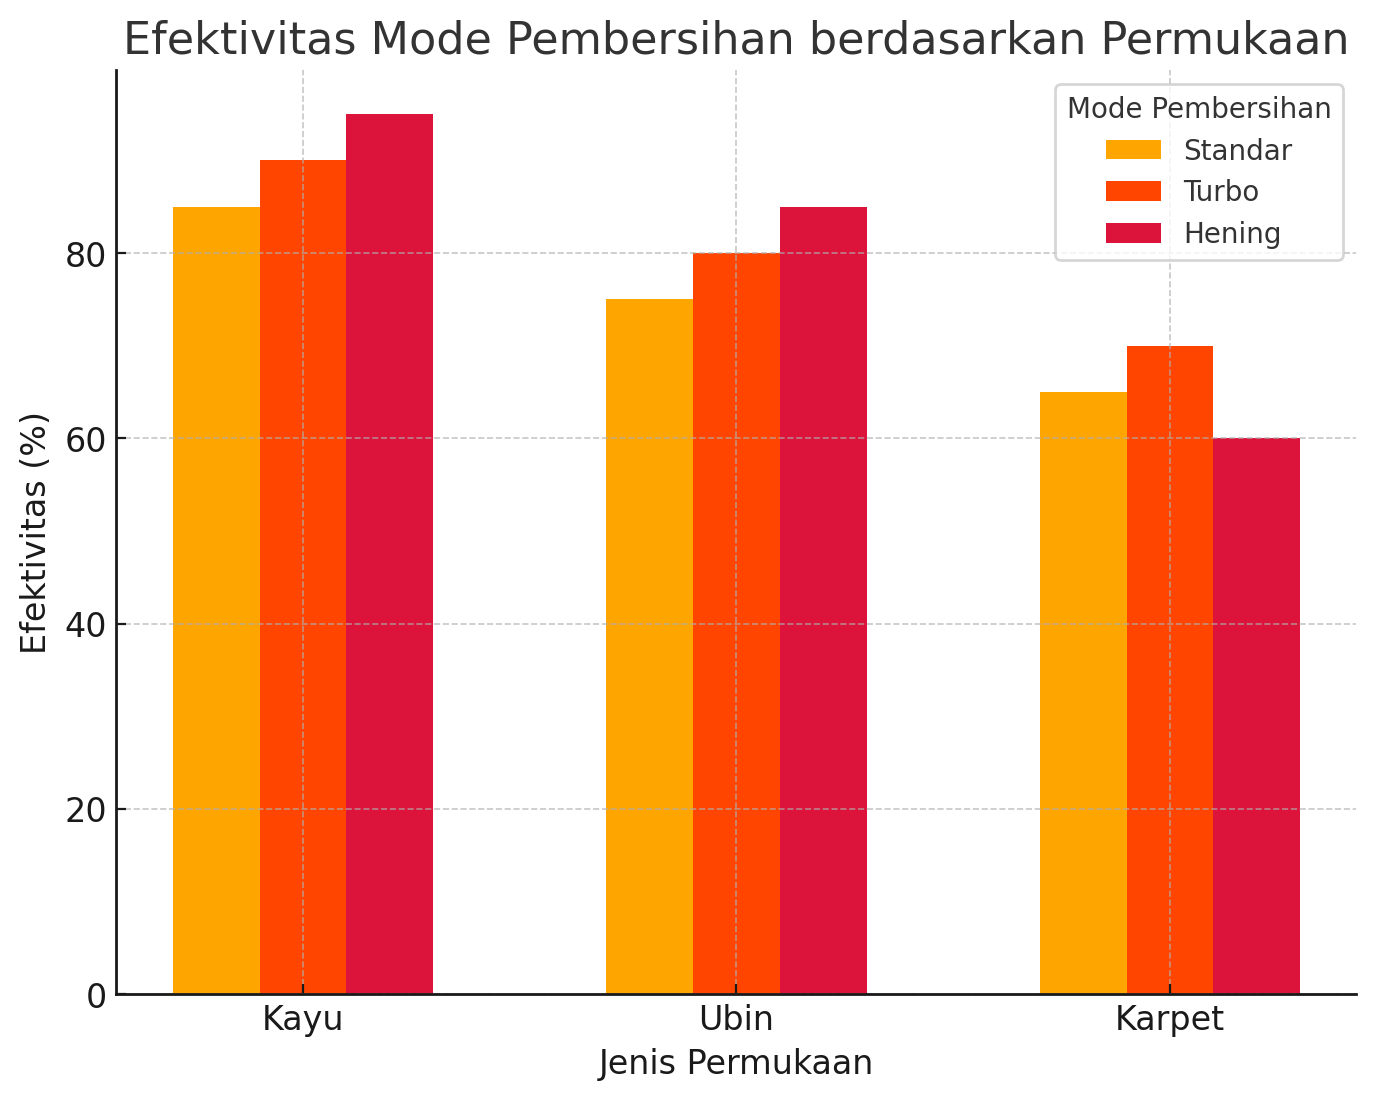 Efektivitas Mode Pembersihan berdasarkan Permukaan
Mode Pembersihan
Standar
Turbo
Hening
Efektivitas (%)
80
60
40
20
0
Kayu
Ubin
Karpet
Jenis Permukaan